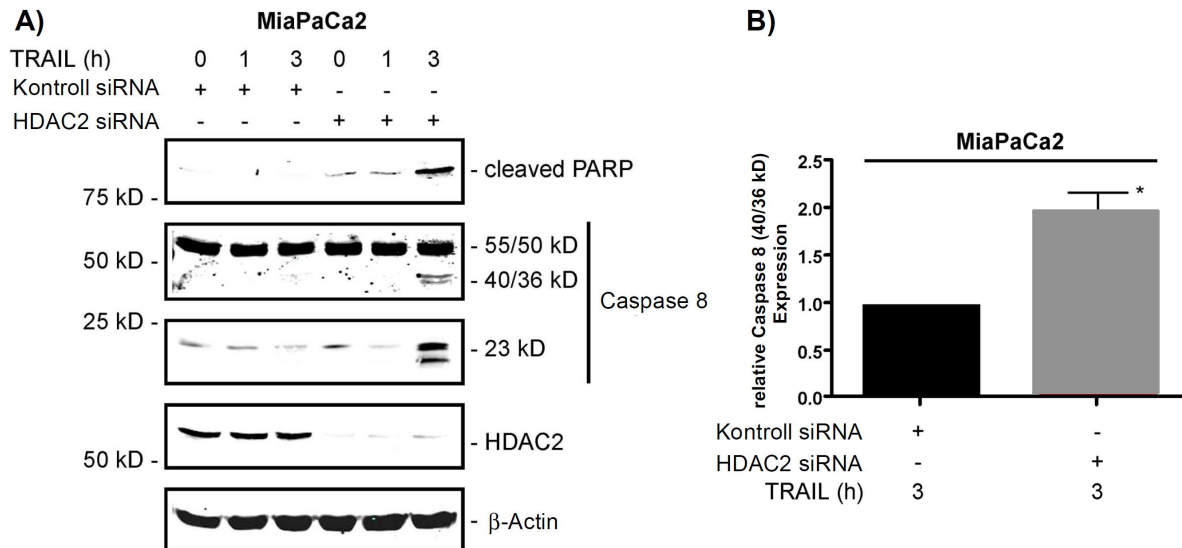 A)
MiaPaCa2
TRAIL (h) 0 1 3 0 1 3
Kontroll siRNA + + + - - -
HDAC2 siRNA - - - + + +
- cleaved PARP
75 kD -
- 55/50 kD
50 kD -
- 40/36 kD
Caspase 8
25 kD -
- 23 kD
- HDAC2
50 kD -
- β-Actin
B)
MiaPaCa2
relative Caspase 8 (40/36 kD)
Expression
2.5
2.0
1.5
1.0
0.5
0.0
*
Kontroll siRNA + -
HDAC2 siRNA - +
TRAIL (h) 3 3